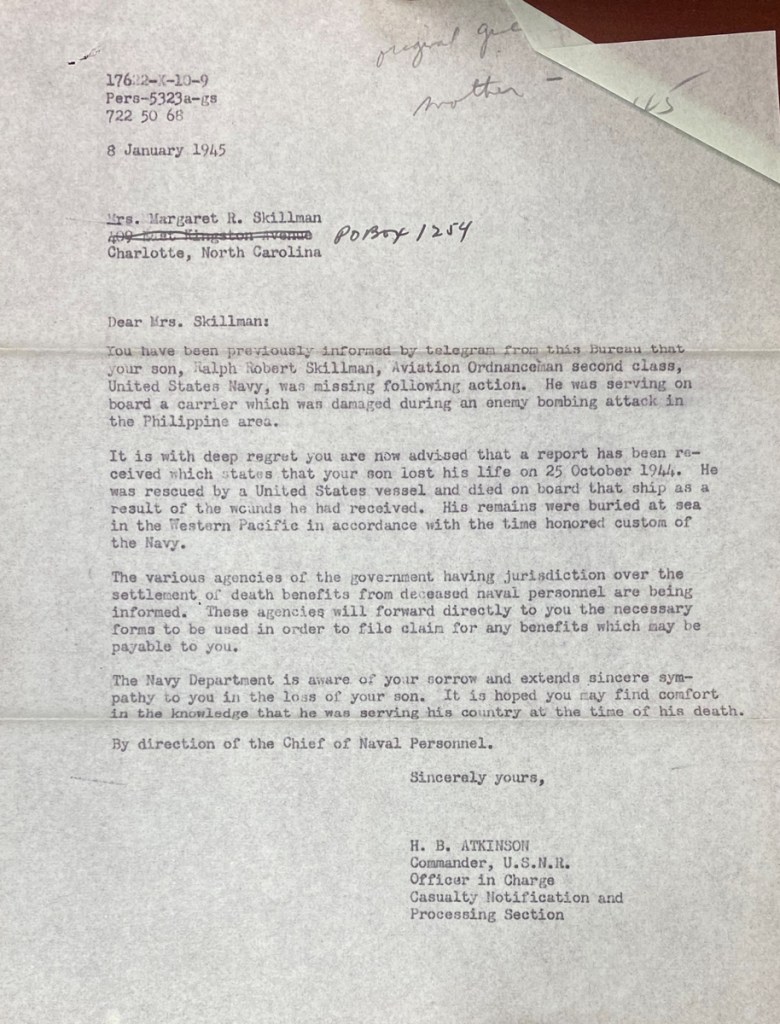 original
mother -
45
17622-X-10-9
Pers-5323a-gs
722 50 68
8 January 1945
Mrs. Margaret R. Skillman
409 East Kingston Avenue PO Box 1254
Charlotte, North Carolina
Dear Mrs. Skillman:
You have been previously informed by telegram from this Bureau that
your son, Ralph Robert Skillman, Aviation Ordnanceman second class,
United States Navy, was missing following action. He was serving on
board a carrier which was damaged during an enemy bombing attack in
the Philippine area.
It is with deep regret you are now advised that a report has been re-
ceived which states that your son lost his life on 25 October 1944. He
was rescued by a United States vessel and died on board that ship as a
result of the wounds he had received. His remains were buried at sea
in the Western Pacific in accordance with the time honored custom of
the Navy.
The various agencies of the government having jurisdiction over the
settlement of death benefits from deceased naval personnel are being
informed. These agencies will forward directly to you the necessary
forms to be used in order to file claim for any benefits which may be
payable to you.
The Navy Department is aware of your sorrow and extends sincere sym-
pathy to you in the loss of your son. It is hoped you may find comfort
in the knowledge that he was serving his country at the time of his death.
By direction of the Chief of Naval Personnel.
Sincerely yours,
H. B. ATKINSON
Commander, U.S.N.R.
Officer in Charge
Casualty Notification and
Processing Section